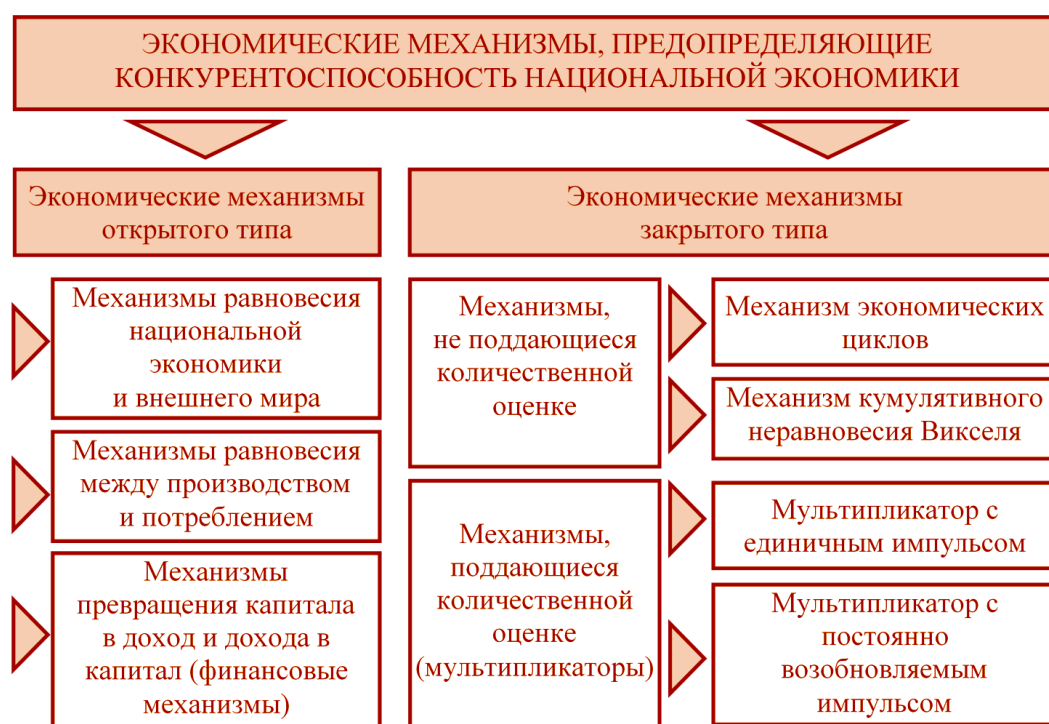 ЭКОНОМИЧЕСКИЕ МЕХАНИЗМЫ, ПРЕДОПРЕДЕЛЯЮЩИЕ
КОНКУРЕНТОСПОСОБНОСТЬ НАЦИОНАЛЬНОЙ ЭКОНОМИКИ
Экономические механизмы
открытого типа
Механизмы равновесия
национальной
экономики
и внешнего мира
Механизмы равновесия
между производством
и потреблением
Механизмы
превращения капитала
в доход и дохода в
капитал (финансовые
механизмы)
Экономические механизмы
закрытого типа
Механизмы,
не поддающиеся
количественной
оценке
Механизм экономических
циклов
Механизм кумулятивного
неравновесия Викселя
Механизмы,
поддающиеся
количественной
оценке
(мультипликаторы)
Мультипликатор с
единичным импульсом
Мультипликатор с
постоянно
возобновляемым
импульсом